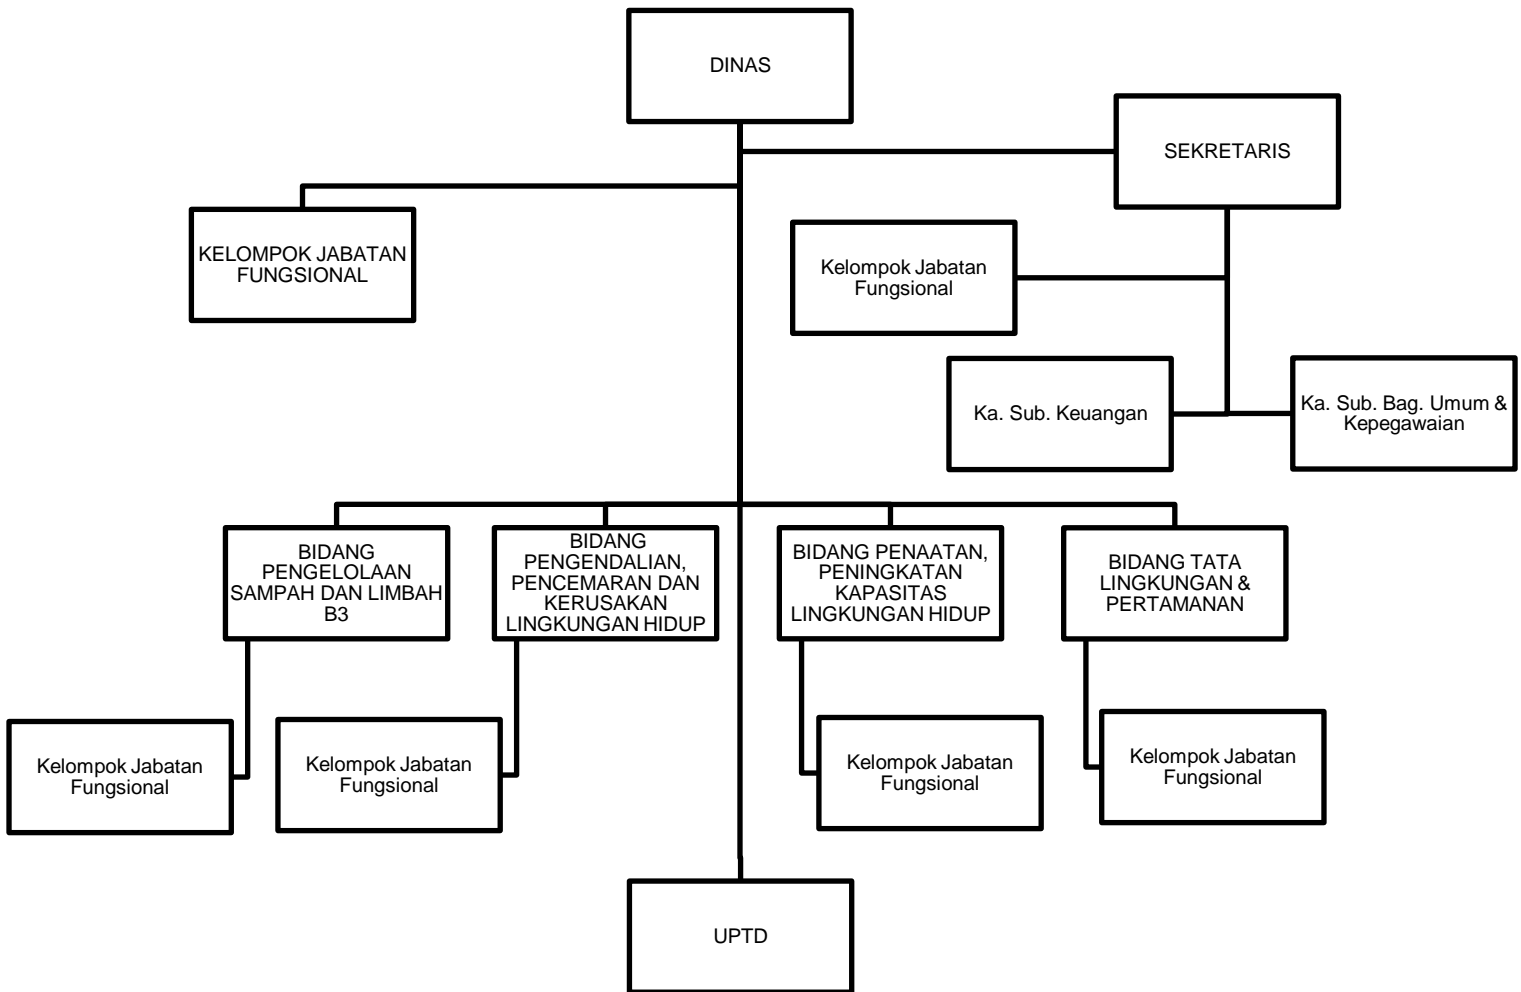 DINAS
SEKRETARIS
KELOMPOK JABATAN
FUNGSIONAL
Kelompok Jabatan
Fungsional
Ka. Sub. Keuangan
Ka. Sub. Bag. Umum &
Kepegawaian
BIDANG
PENGELOLAAN
SAMPAH DAN LIMBAH
B3
BIDANG
PENGENDALIAN,
PENCEMARAN DAN
KERUSAKAN
LINGKUNGAN HIDUP
BIDANG PENAATAN,
PENINGKATAN
KAPASITAS
LINGKUNGAN HIDUP
BIDANG TATA
LINGKUNGAN &
PERTAMANAN
Kelompok Jabatan
Fungsional
Kelompok Jabatan
Fungsional
Kelompok Jabatan
Fungsional
Kelompok Jabatan
Fungsional
UPTD